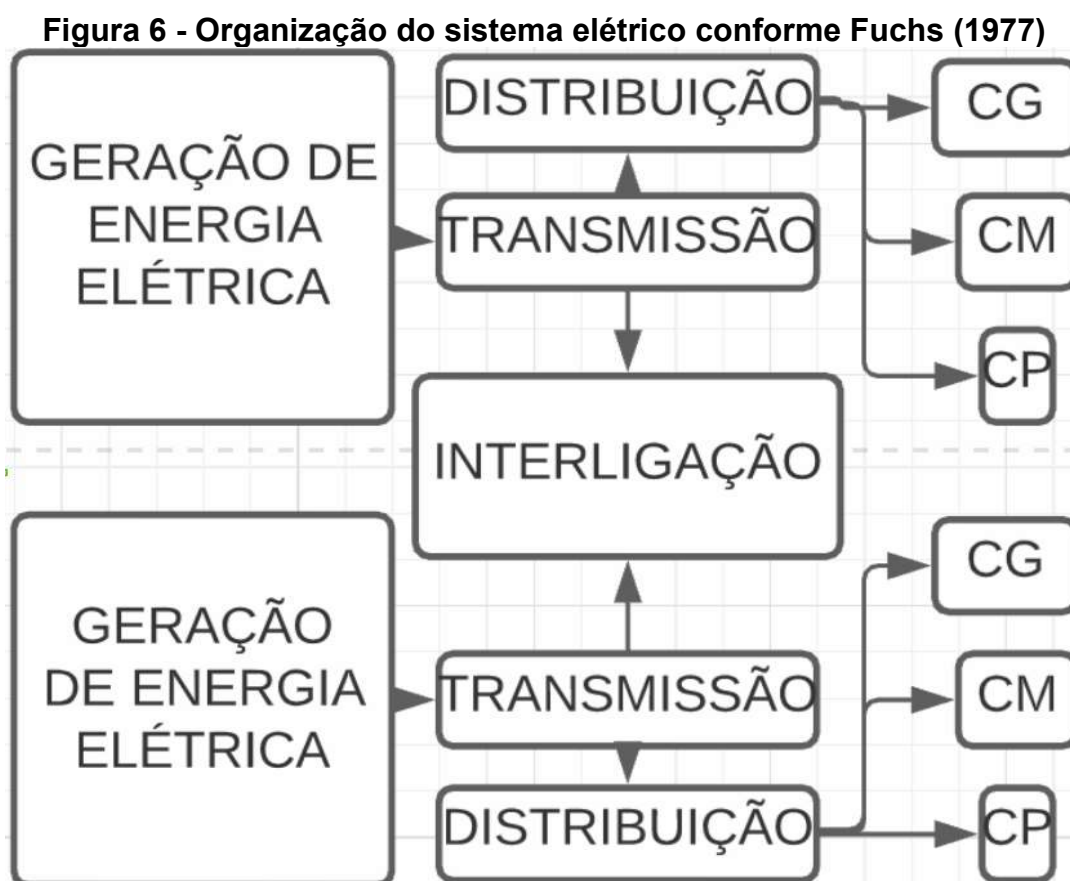 Figura 6 - Organização do sistema elétrico conforme Fuchs (1977)
GERAÇÃO DE
ENERGIA
ELÉTRICA
DISTRIBUIÇÃO
TRANSMISSÃO
CG
CM
CP
INTERLIGAÇÃO
GERAÇÃO
DE ENERGIA
ELÉTRICA
TRANSMISSÃO
DISTRIBUIÇÃO
CG
CM
CP